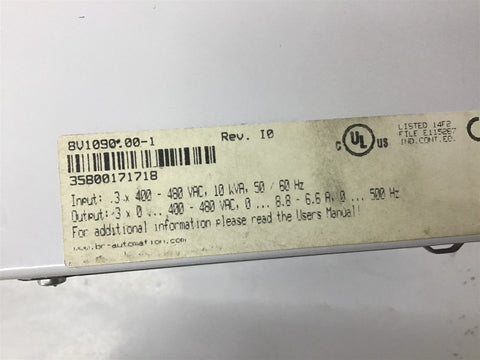 8V1090.00-1 Rev. I0
35800171718
Input: 3 x 400 - 480 VAC, 10 kVA, 50 / 60 Hz
Output: 3 x 0 ... 400 - 480 VAC, 0 ... 8.8 - 6.6 A, 0 ... 500 Hz
For additional information please read the Users Manual!
www.br-automation.com
C UL US
LISTED 14F2
FILE E115267
IND.CONT.EQ.